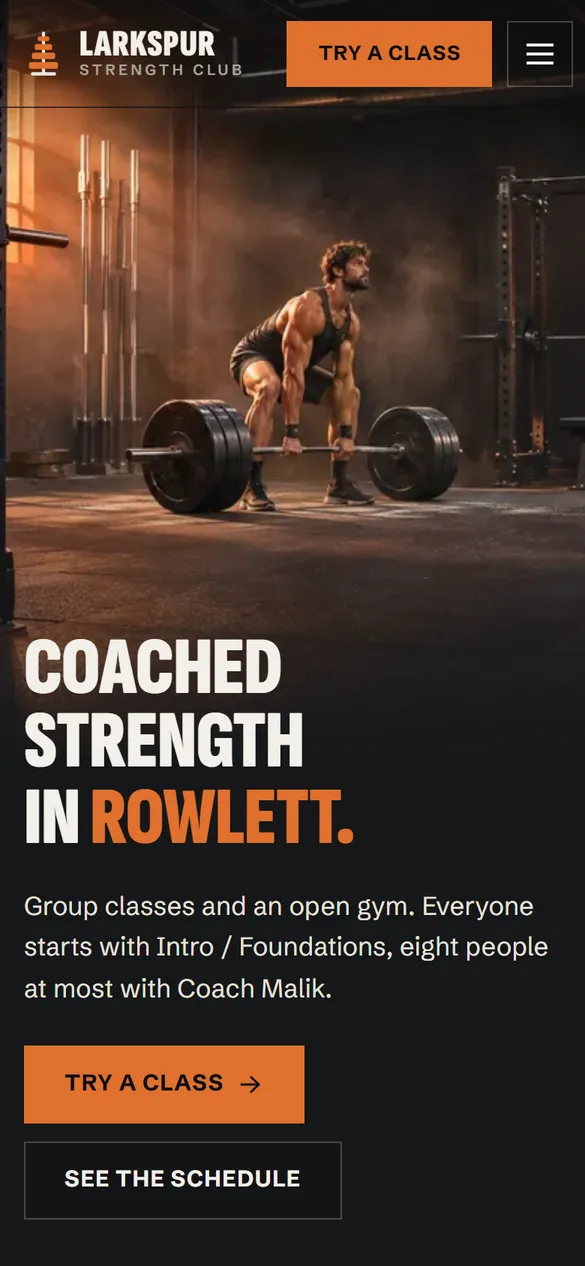 LARKSPUR
STRENGTH CLUB
TRY A CLASS
COACHED
STRENGTH
IN ROWLETT.
Group classes and an open gym. Everyone
starts with Intro / Foundations, eight people
at most with Coach Malik.
TRY A CLASS →
SEE THE SCHEDULE